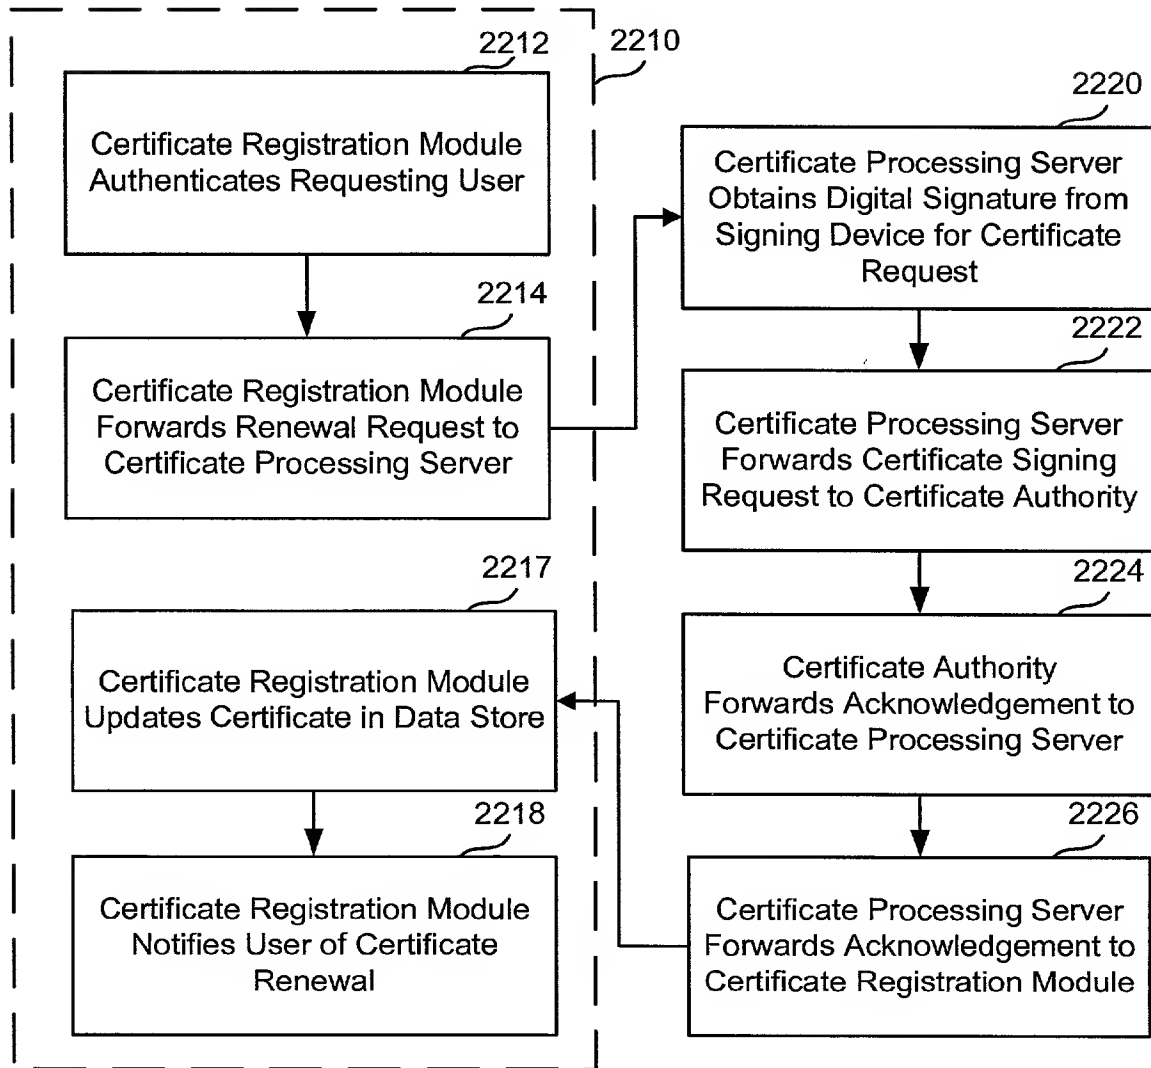 2212
2210
Certificate Registration Module
Authenticates Requesting User
2214
Certificate Registration Module
Forwards Renewal Request to
Certificate Processing Server
2220
Certificate Processing Server
Obtains Digital Signature from
Signing Device for Certificate
Request
2222
Certificate Processing Server
Forwards Certificate Signing
Request to Certificate Authority
2224
Certificate Authority
Forwards Acknowledgement to
Certificate Processing Server
2226
Certificate Processing Server
Forwards Acknowledgement to
Certificate Registration Module
2217
Certificate Registration Module
Updates Certificate in Data Store
2218
Certificate Registration Module
Notifies User of Certificate
Renewal